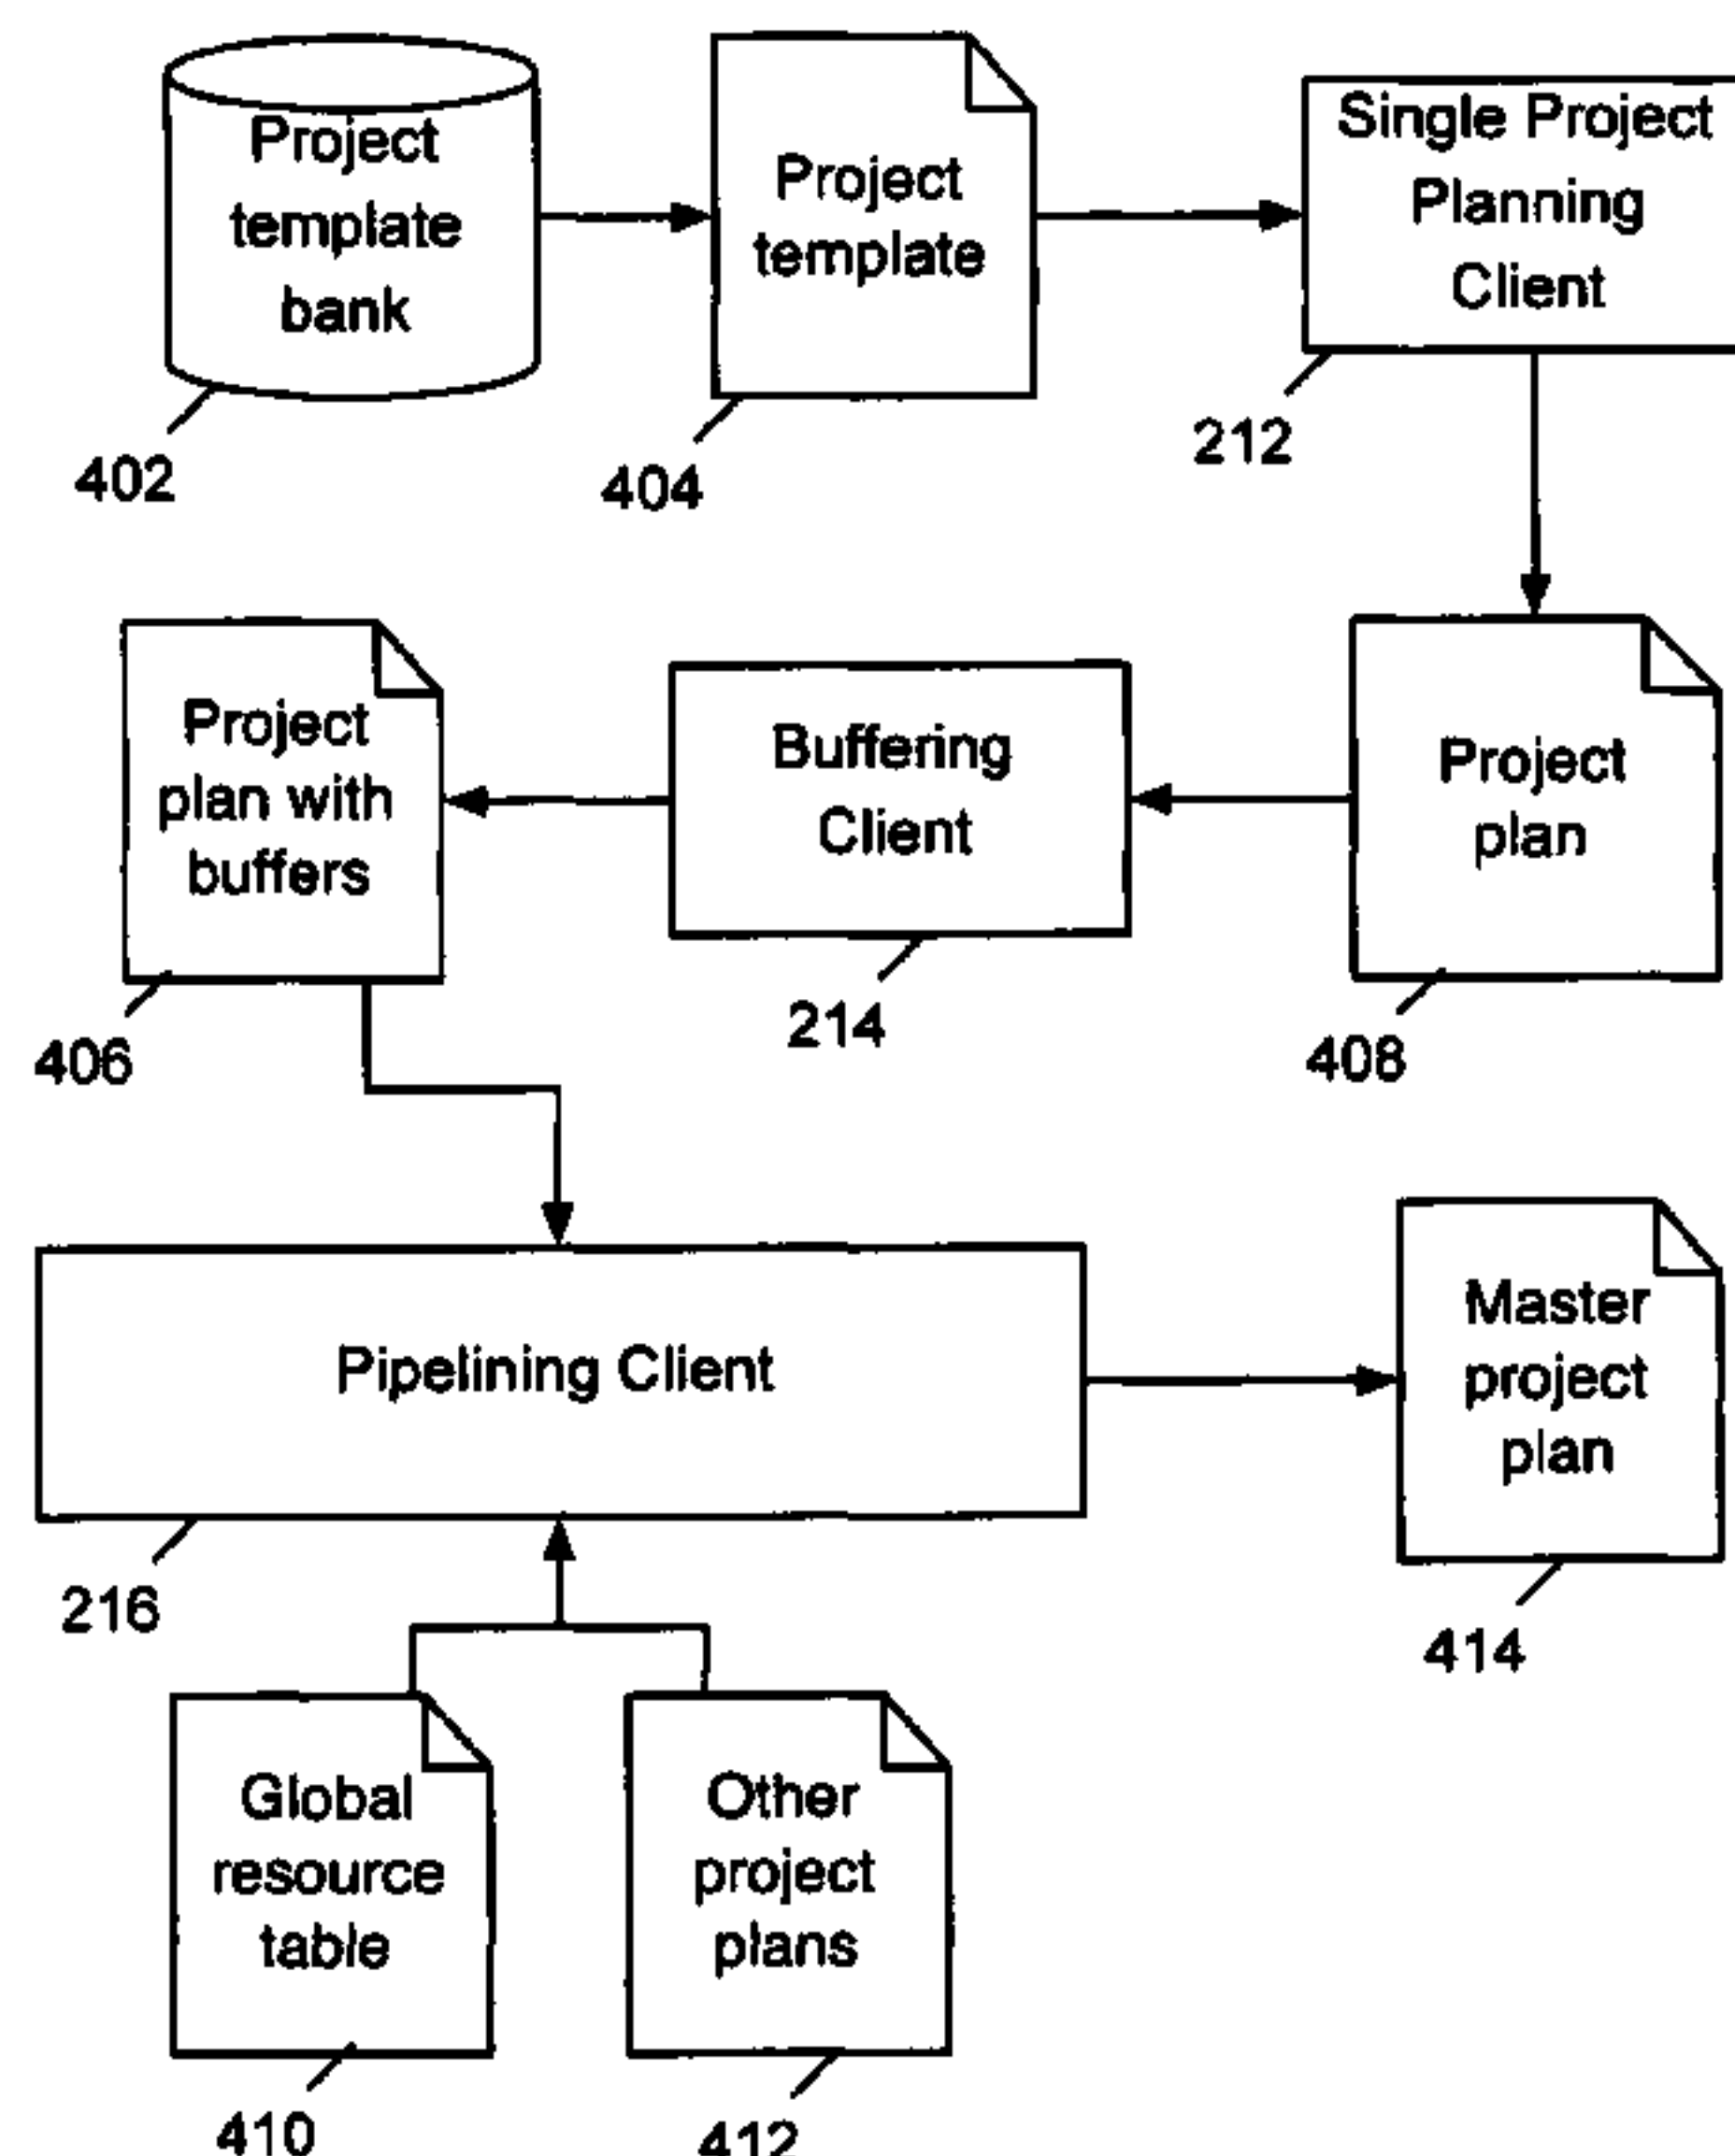 Project
template
bank
402
Project
template
404
Single Project
Planning
Client
212
Project
plan with
buffers
406
Buffering
Client
214
Project
plan
408
Pipelining Client
216
Master
project
plan
414
Global
resource
table
410
Other
project
plans
412